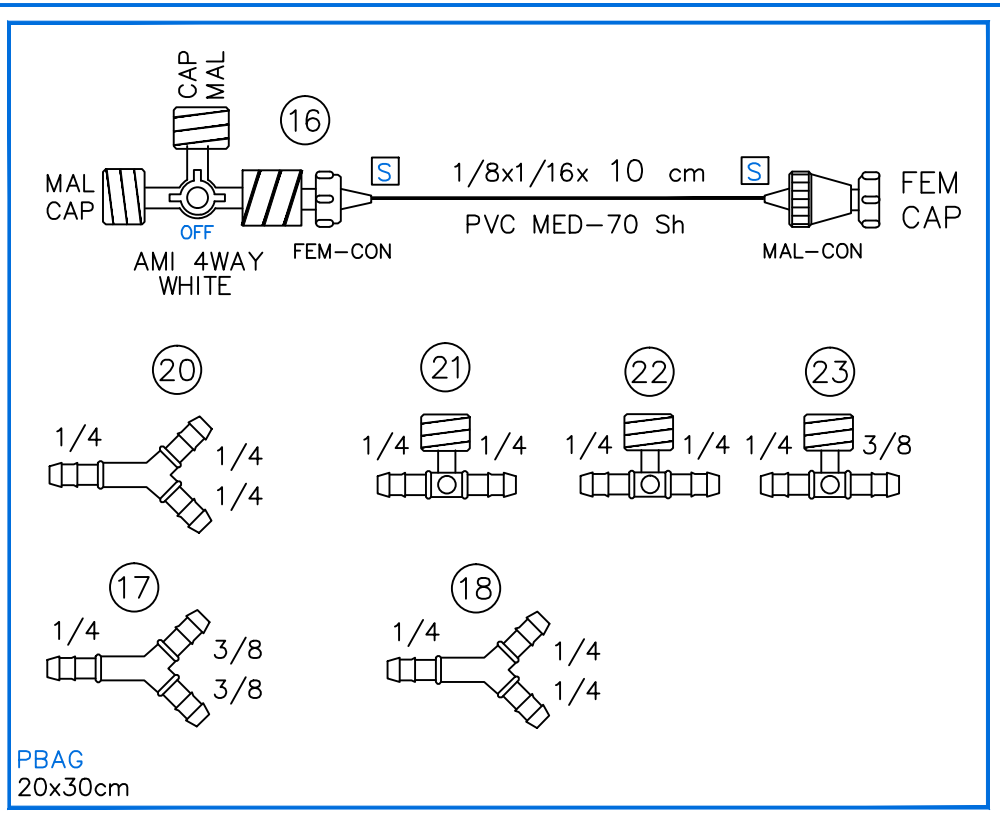 CAP
MAL
16
MAL
CAP
OFF
AMI 4WAY
WHITE
FEM-CON
S
1/8x1/16x 10 cm
S
PVC MED-70 Sh
MAL-CON
FEM
CAP
20
1/4
1/4
1/4
21
1/4 1/4
22
1/4 1/4
23
1/4 3/8
17
1/4
3/8
3/8
18
1/4
1/4
1/4
PBAG
20x30cm